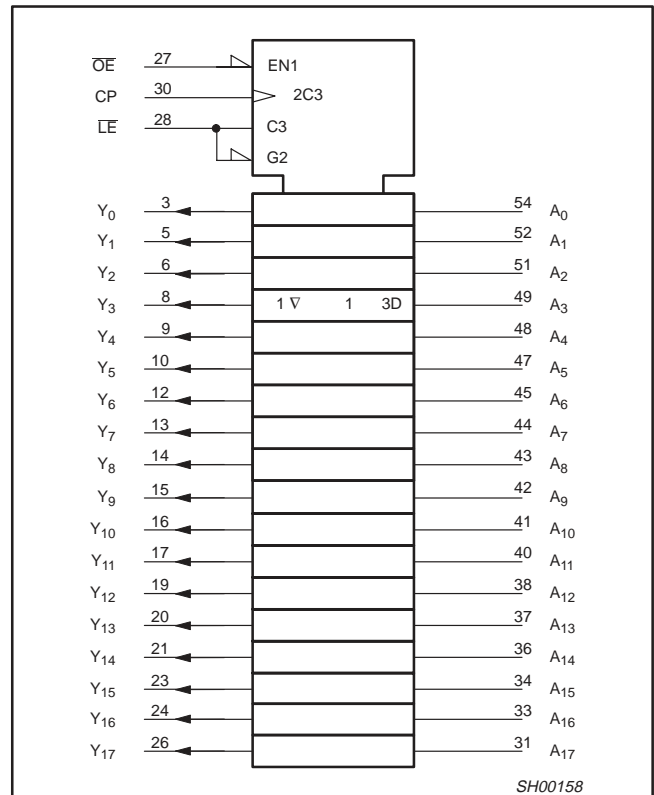 O̅E̅ 27 EN1
CP 30 2C3
L̅E̅ 28 C3
G2
Y₀ 3 54 A₀
Y₁ 5 52 A₁
Y₂ 6 51 A₂
Y₃ 8 1 ∇ 1 3D 49 A₃
Y₄ 9 48 A₄
Y₅ 10 47 A₅
Y₆ 12 45 A₆
Y₇ 13 44 A₇
Y₈ 14 43 A₈
Y₉ 15 42 A₉
Y₁₀ 16 41 A₁₀
Y₁₁ 17 40 A₁₁
Y₁₂ 19 38 A₁₂
Y₁₃ 20 37 A₁₃
Y₁₄ 21 36 A₁₄
Y₁₅ 23 34 A₁₅
Y₁₆ 24 33 A₁₆
Y₁₇ 26 31 A₁₇
SH00158